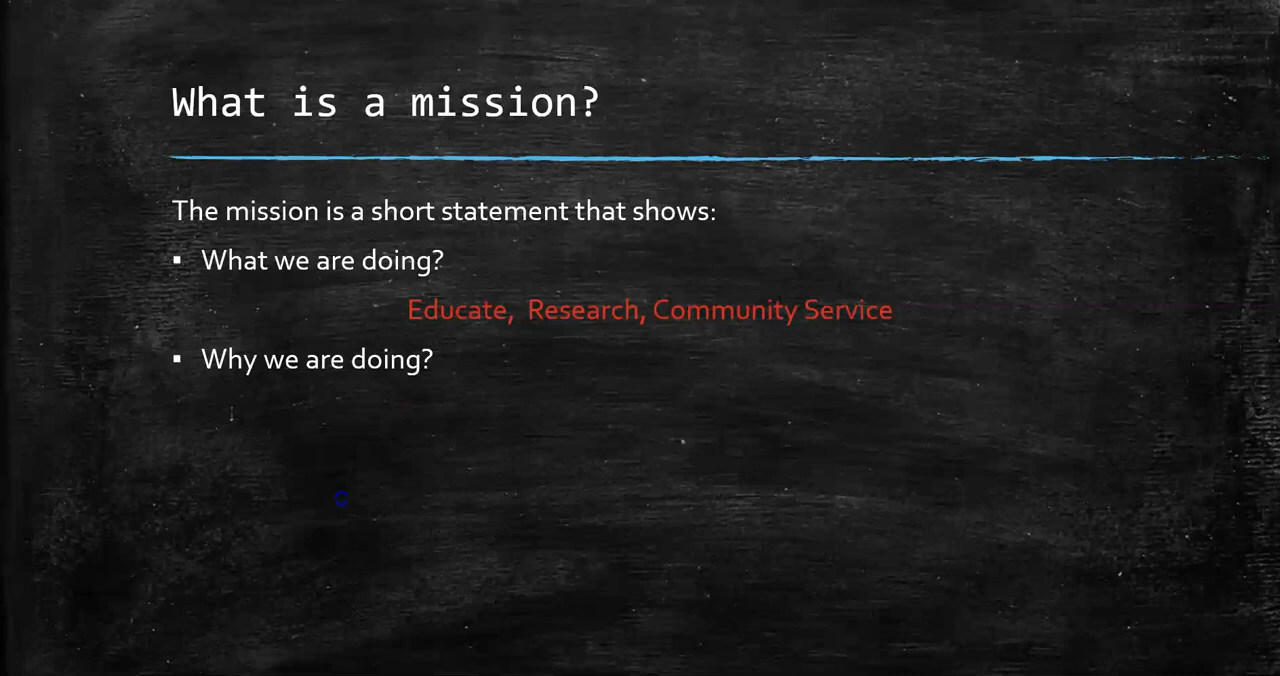 What is a mission?
The mission is a short statement that shows:
▪ What we are doing?
Educate, Research, Community Service
▪ Why we are doing?
C